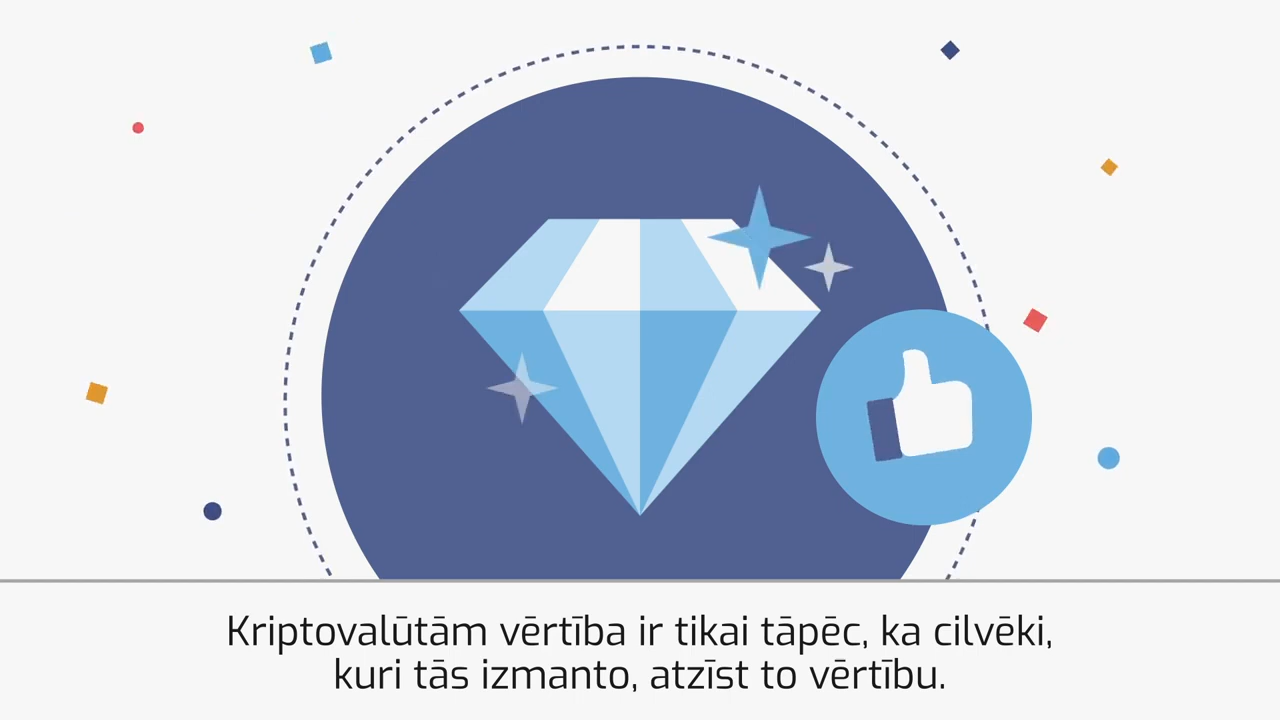 Kriptovalūtām vērtība ir tikai tāpēc, ka cilvēki,
kuri tās izmanto, atzīst to vērtību.